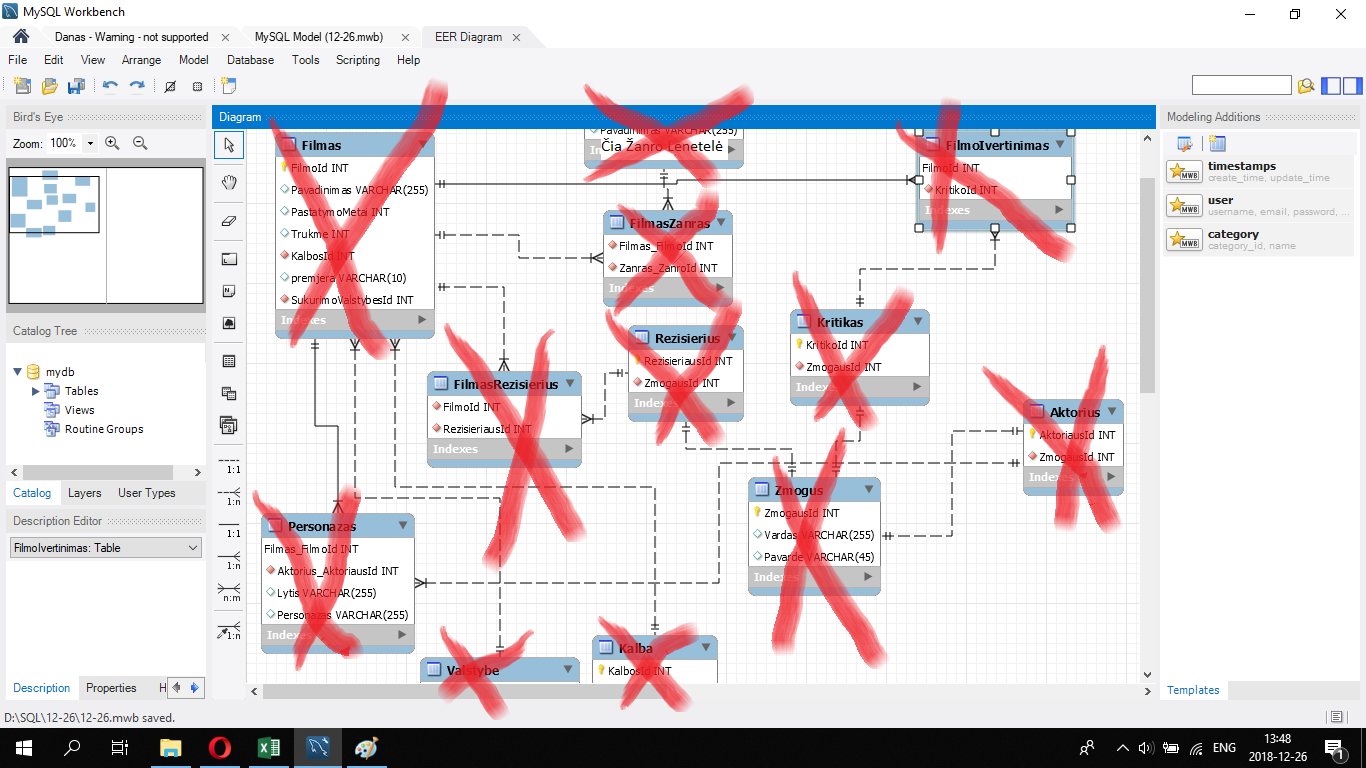 MySQL Workbench
Danas - Warning - not supported
MySQL Model (12-26.mwb)
EER Diagram
File Edit View Arrange Model Database Tools Scripting Help
Bird's Eye
Zoom: 100%
Catalog Tree
mydb
Tables
Views
Routine Groups
Catalog Layers User Types
Description Editor
FilmoIvertinimas: Table
Description Properties H
D:\SQL\12-26\12-26.mwb saved.
Diagram
1:1
1:n
1:1
1:n
n:m
1:n
Filmas
FilmoId INT
Pavadinimas VARCHAR(255)
PastatymoMetai INT
Trukme INT
KalbosId INT
premjera VARCHAR(10)
SukurimoValstybesId INT
Indexes
Pavadinimas VARCHAR(255)
Čia Žanro Lenetelė
FilmoIvertinimas
FilmoId INT
KritikoId INT
Indexes
FilmasZanras
Filmas_FilmoId INT
Zanras_ZanroId INT
Indexes
Rezisierius
RezisieriausId INT
ZmogausId INT
Indexes
Kritikas
KritikoId INT
ZmogausId INT
Indexes
FilmasRezisierius
FilmoId INT
RezisieriausId INT
Indexes
Aktorius
AktoriausId INT
ZmogausId INT
Indexes
Zmogus
ZmogausId INT
Vardas VARCHAR(255)
Pavarde VARCHAR(45)
Indexes
Personazas
Filmas_FilmoId INT
Aktorius_AktoriausId INT
Lytis VARCHAR(255)
Personazas VARCHAR(255)
Indexes
Valstybe
Kalba
KalbosId INT
Modeling Additions
timestamps
create_time, update_time
user
username, email, password, ...
category
category_id, name
MWB
MWB
MWB
Templates
ENG
13:48
2018-12-26
1